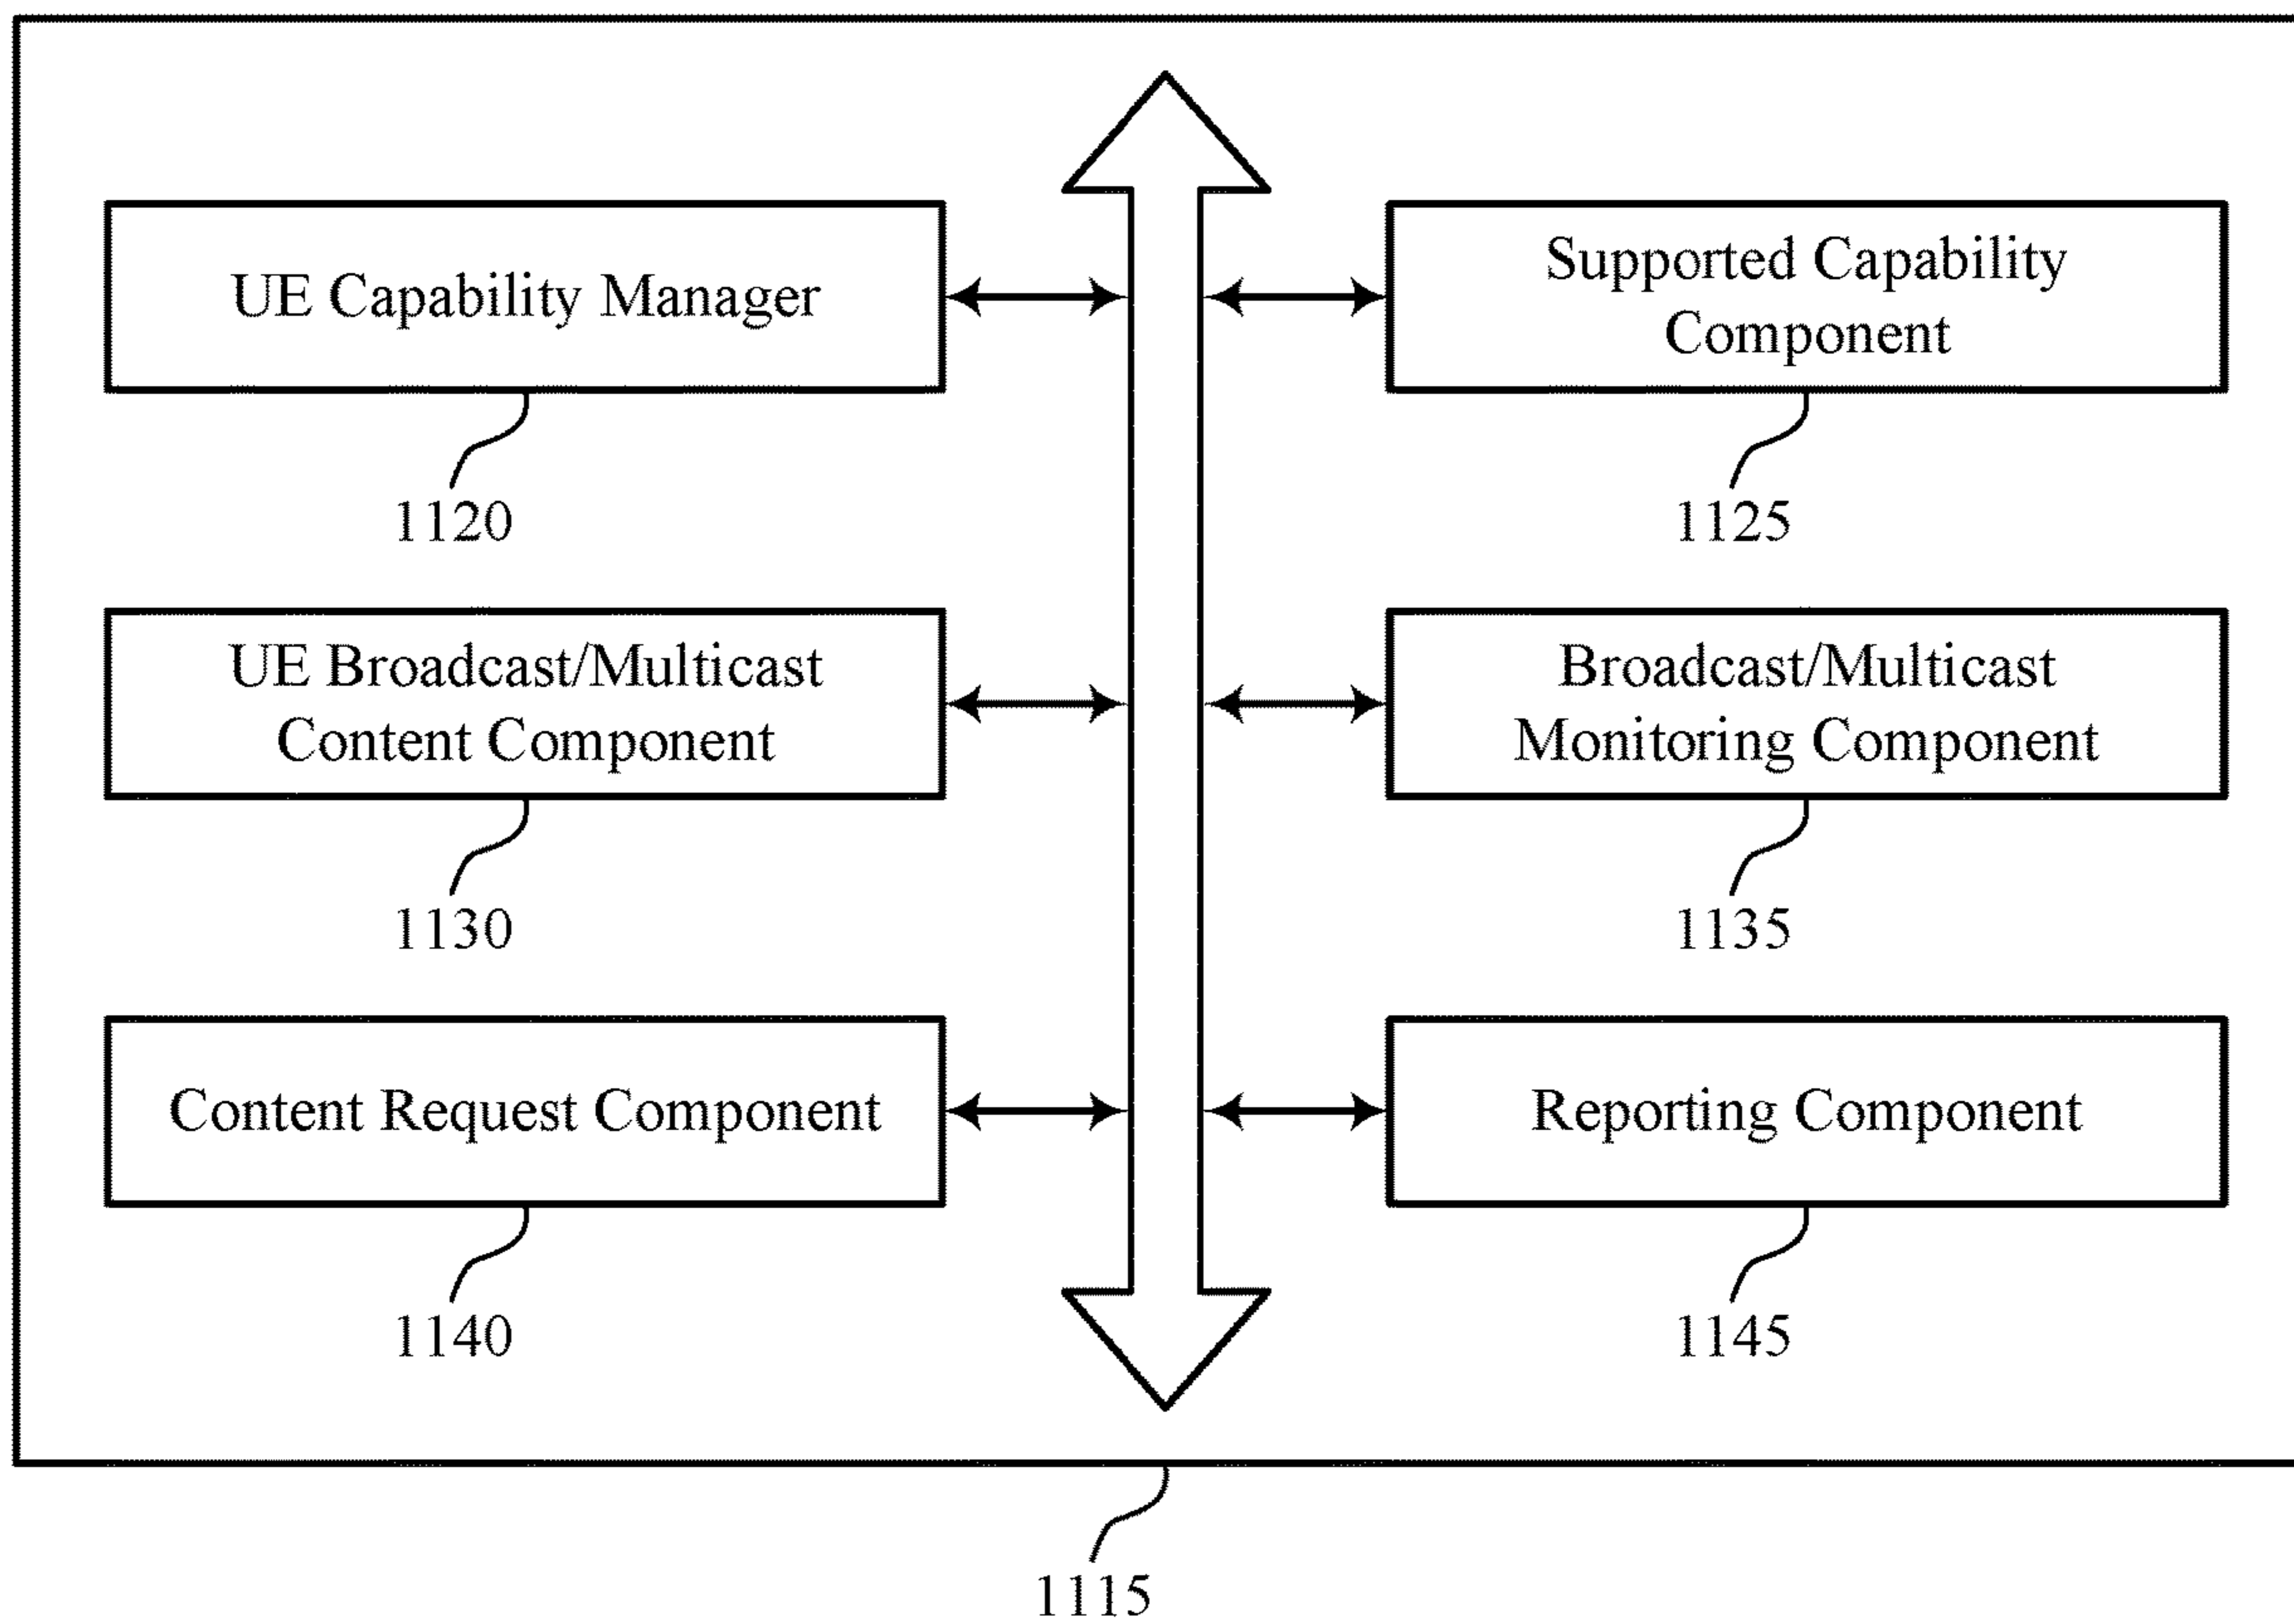 UE Capability Manager
1120
Supported Capability
Component
1125
UE Broadcast/Multicast
Content Component
1130
Broadcast/Multicast
Monitoring Component
1135
Content Request Component
1140
Reporting Component
1145
1115